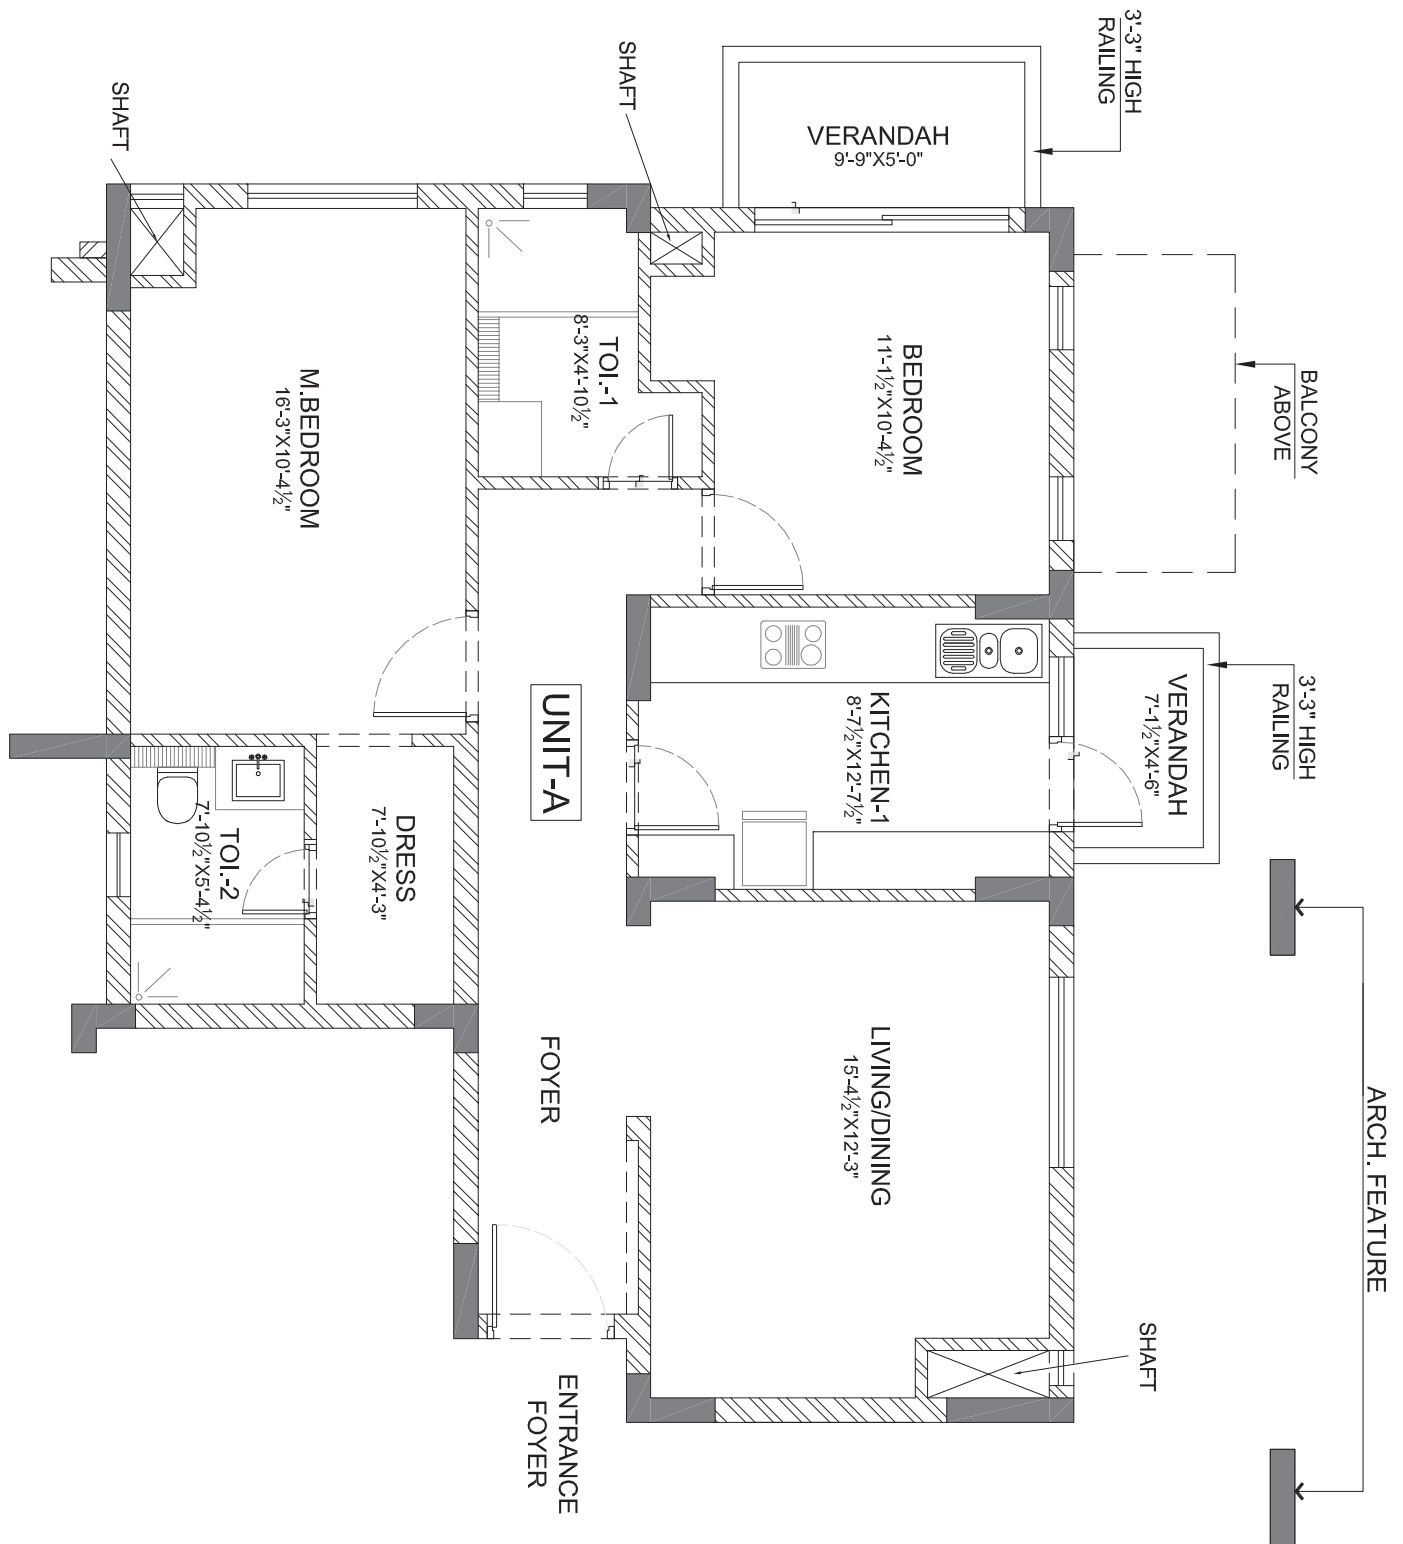 3'-3" HIGH
RAILING
SHAFT
SHAFT
VERANDAH
9'-9"X5'-0"
BALCONY
ABOVE
BEDROOM
11'-1½"X10'-4½"
TOI.-1
8'-3"X4'-10½"
M.BEDROOM
16'-3"X10'-4½"
3'-3" HIGH
RAILING
VERANDAH
7'-1½"X4'-6"
KITCHEN-1
8'-7½"X12'-7½"
UNIT-A
DRESS
7'-10½"X4'-3"
TOI.-2
7'-10½"X5'-4½"
LIVING/DINING
15'-4½"X12'-3"
FOYER
ARCH. FEATURE
SHAFT
ENTRANCE
FOYER